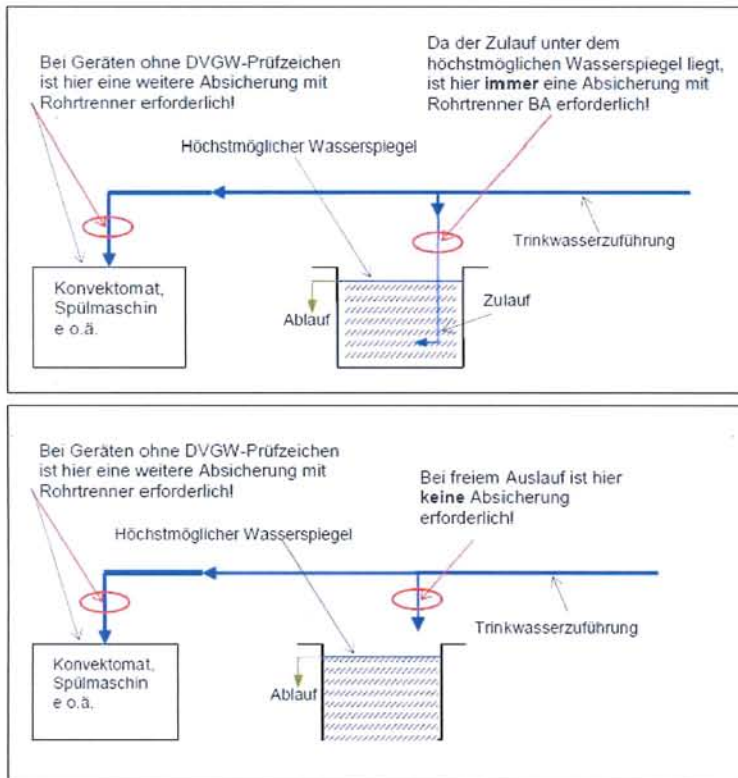 Bei Geräten ohne DVGW-Prüfzeichen
ist hier eine weitere Absicherung mit
Rohrtrenner erforderlich!
Da der Zulauf unter dem
höchstmöglichen Wasserspiegel liegt,
ist hier immer eine Absicherung mit
Rohrtrenner BA erforderlich!
Höchstmöglicher Wasserspiegel
Trinkwasserzuführung
Konvektomat,
Spülmaschin
e o.ä.
Ablauf
Zulauf
Bei Geräten ohne DVGW-Prüfzeichen
ist hier eine weitere Absicherung mit
Rohrtrenner erforderlich!
Bei freiem Auslauf ist hier
keine Absicherung
erforderlich!
Höchstmöglicher Wasserspiegel
Trinkwasserzuführung
Konvektomat,
Spülmaschin
e o.ä.
Ablauf